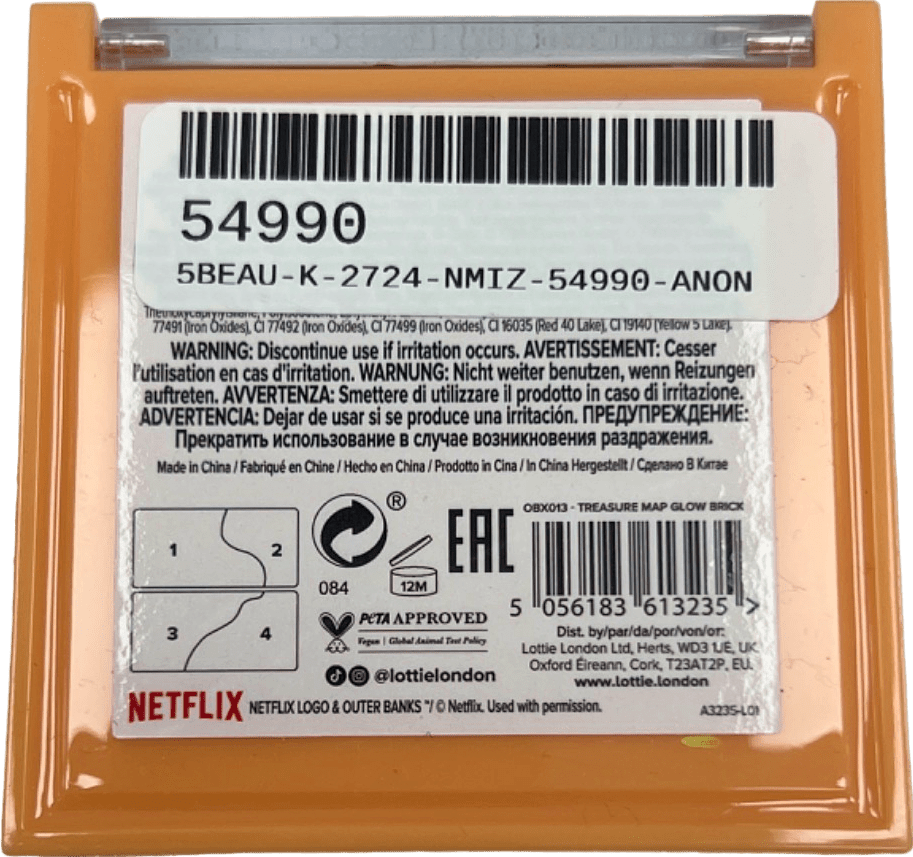 54990
5BEAU-K-2724-NMIZ-54990-ANON
77491 (Iron Oxides), CI 77492 (Iron Oxides), CI 77499 (Iron Oxides), CI 16035 (Red 40 Lake), CI 19140 (Yellow 5 Lake).
WARNING: Discontinue use if irritation occurs. AVERTISSEMENT: Cesser
l'utilisation en cas d'irritation. WARNUNG: Nicht weiter benutzen, wenn Reizungen
auftreten. AVVERTENZA: Smettere di utilizzare il prodotto in caso di irritazione.
ADVERTENCIA: Dejar de usar si se produce una irritación. ПРЕДУПРЕЖДЕНИЕ:
Прекратить использование в случае возникновения раздражения.
Made in China / Fabriqué en Chine / Hecho en China / Prodotto in Cina / In China Hergestellt / Сделано В Китае
1
2
3
4
®
084
12M
EAC
PETA APPROVED
Vegan | Global Animal Test Policy
@lottielondon
OBX013 - TREASURE MAP GLOW BRICK
5 056183 613235 >
Dist. by/par/da/por/von/or:
Lottie London Ltd, Herts, WD3 1JE, UK
Oxford Éireann, Cork, T23AT2P, EU.
www.lottie.london
NETFLIX NETFLIX LOGO & OUTER BANKS ™/ © Netflix. Used with permission.
A3235-L01